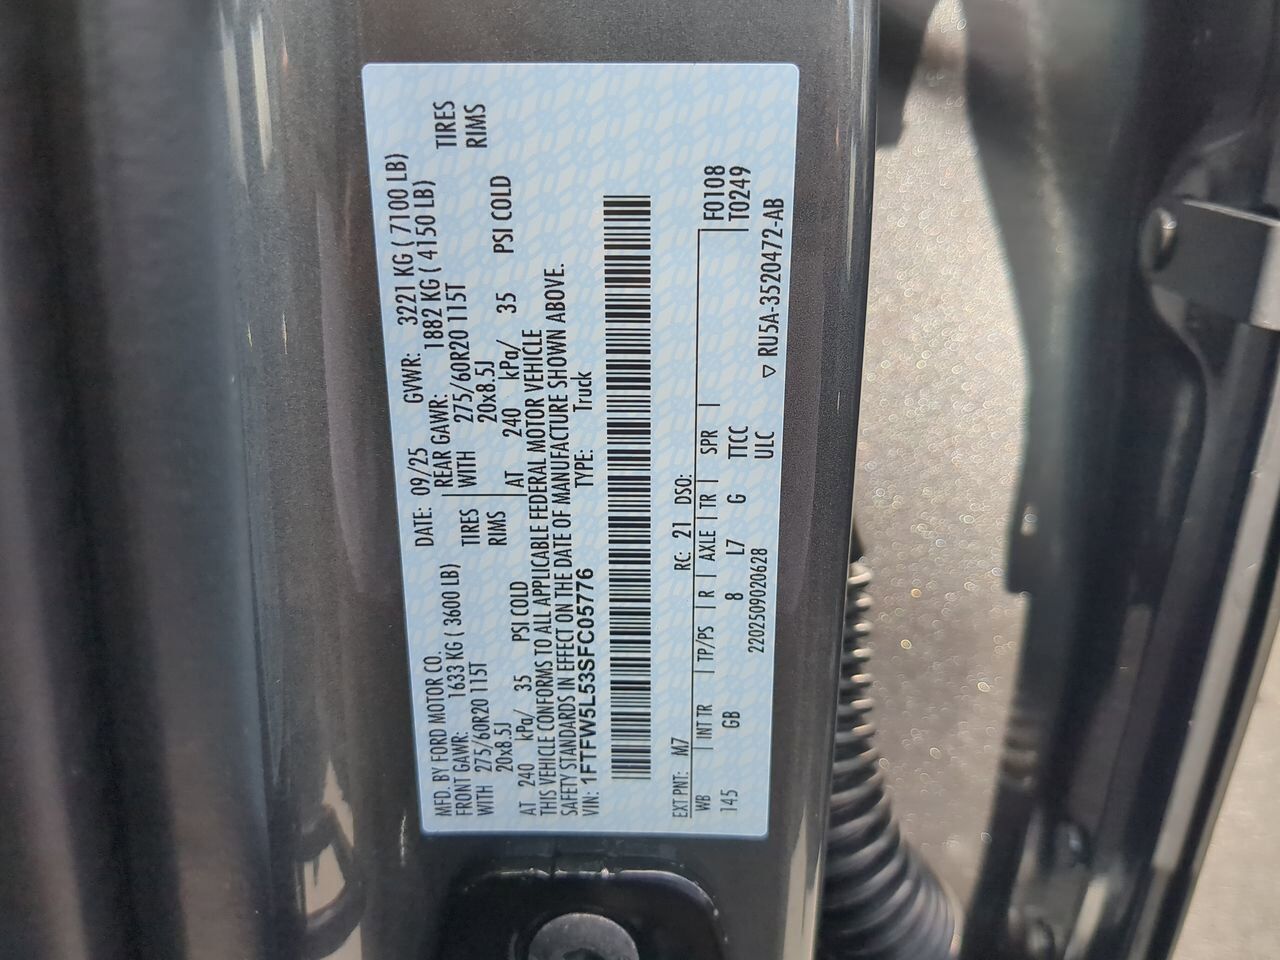 MFD. BY FORD MOTOR CO. DATE: 09/25 GVWR: 3221 KG ( 7100 LB)
FRONT GAWR: 1633 KG ( 3600 LB) REAR GAWR: 1882 KG ( 4150 LB)
WITH 275/60R20 115T TIRES WITH 275/60R20 115T TIRES
20x8.5J RIMS 20x8.5J RIMS
AT 240 kPa/ 35 PSI COLD AT 240 kPa/ 35 PSI COLD
THIS VEHICLE CONFORMS TO ALL APPLICABLE FEDERAL MOTOR VEHICLE
SAFETY STANDARDS IN EFFECT ON THE DATE OF MANUFACTURE SHOWN ABOVE.
VIN: 1FTFW5L53SFC05776 TYPE: Truck
EXT PNT: M7 RC: 21 DSO:
WB INT TR TP/PS R AXLE TR SPR F0108
145 GB 8 L7 G TTCC T0249
2202509020628 ULC ▽ RU5A-3520472-AB